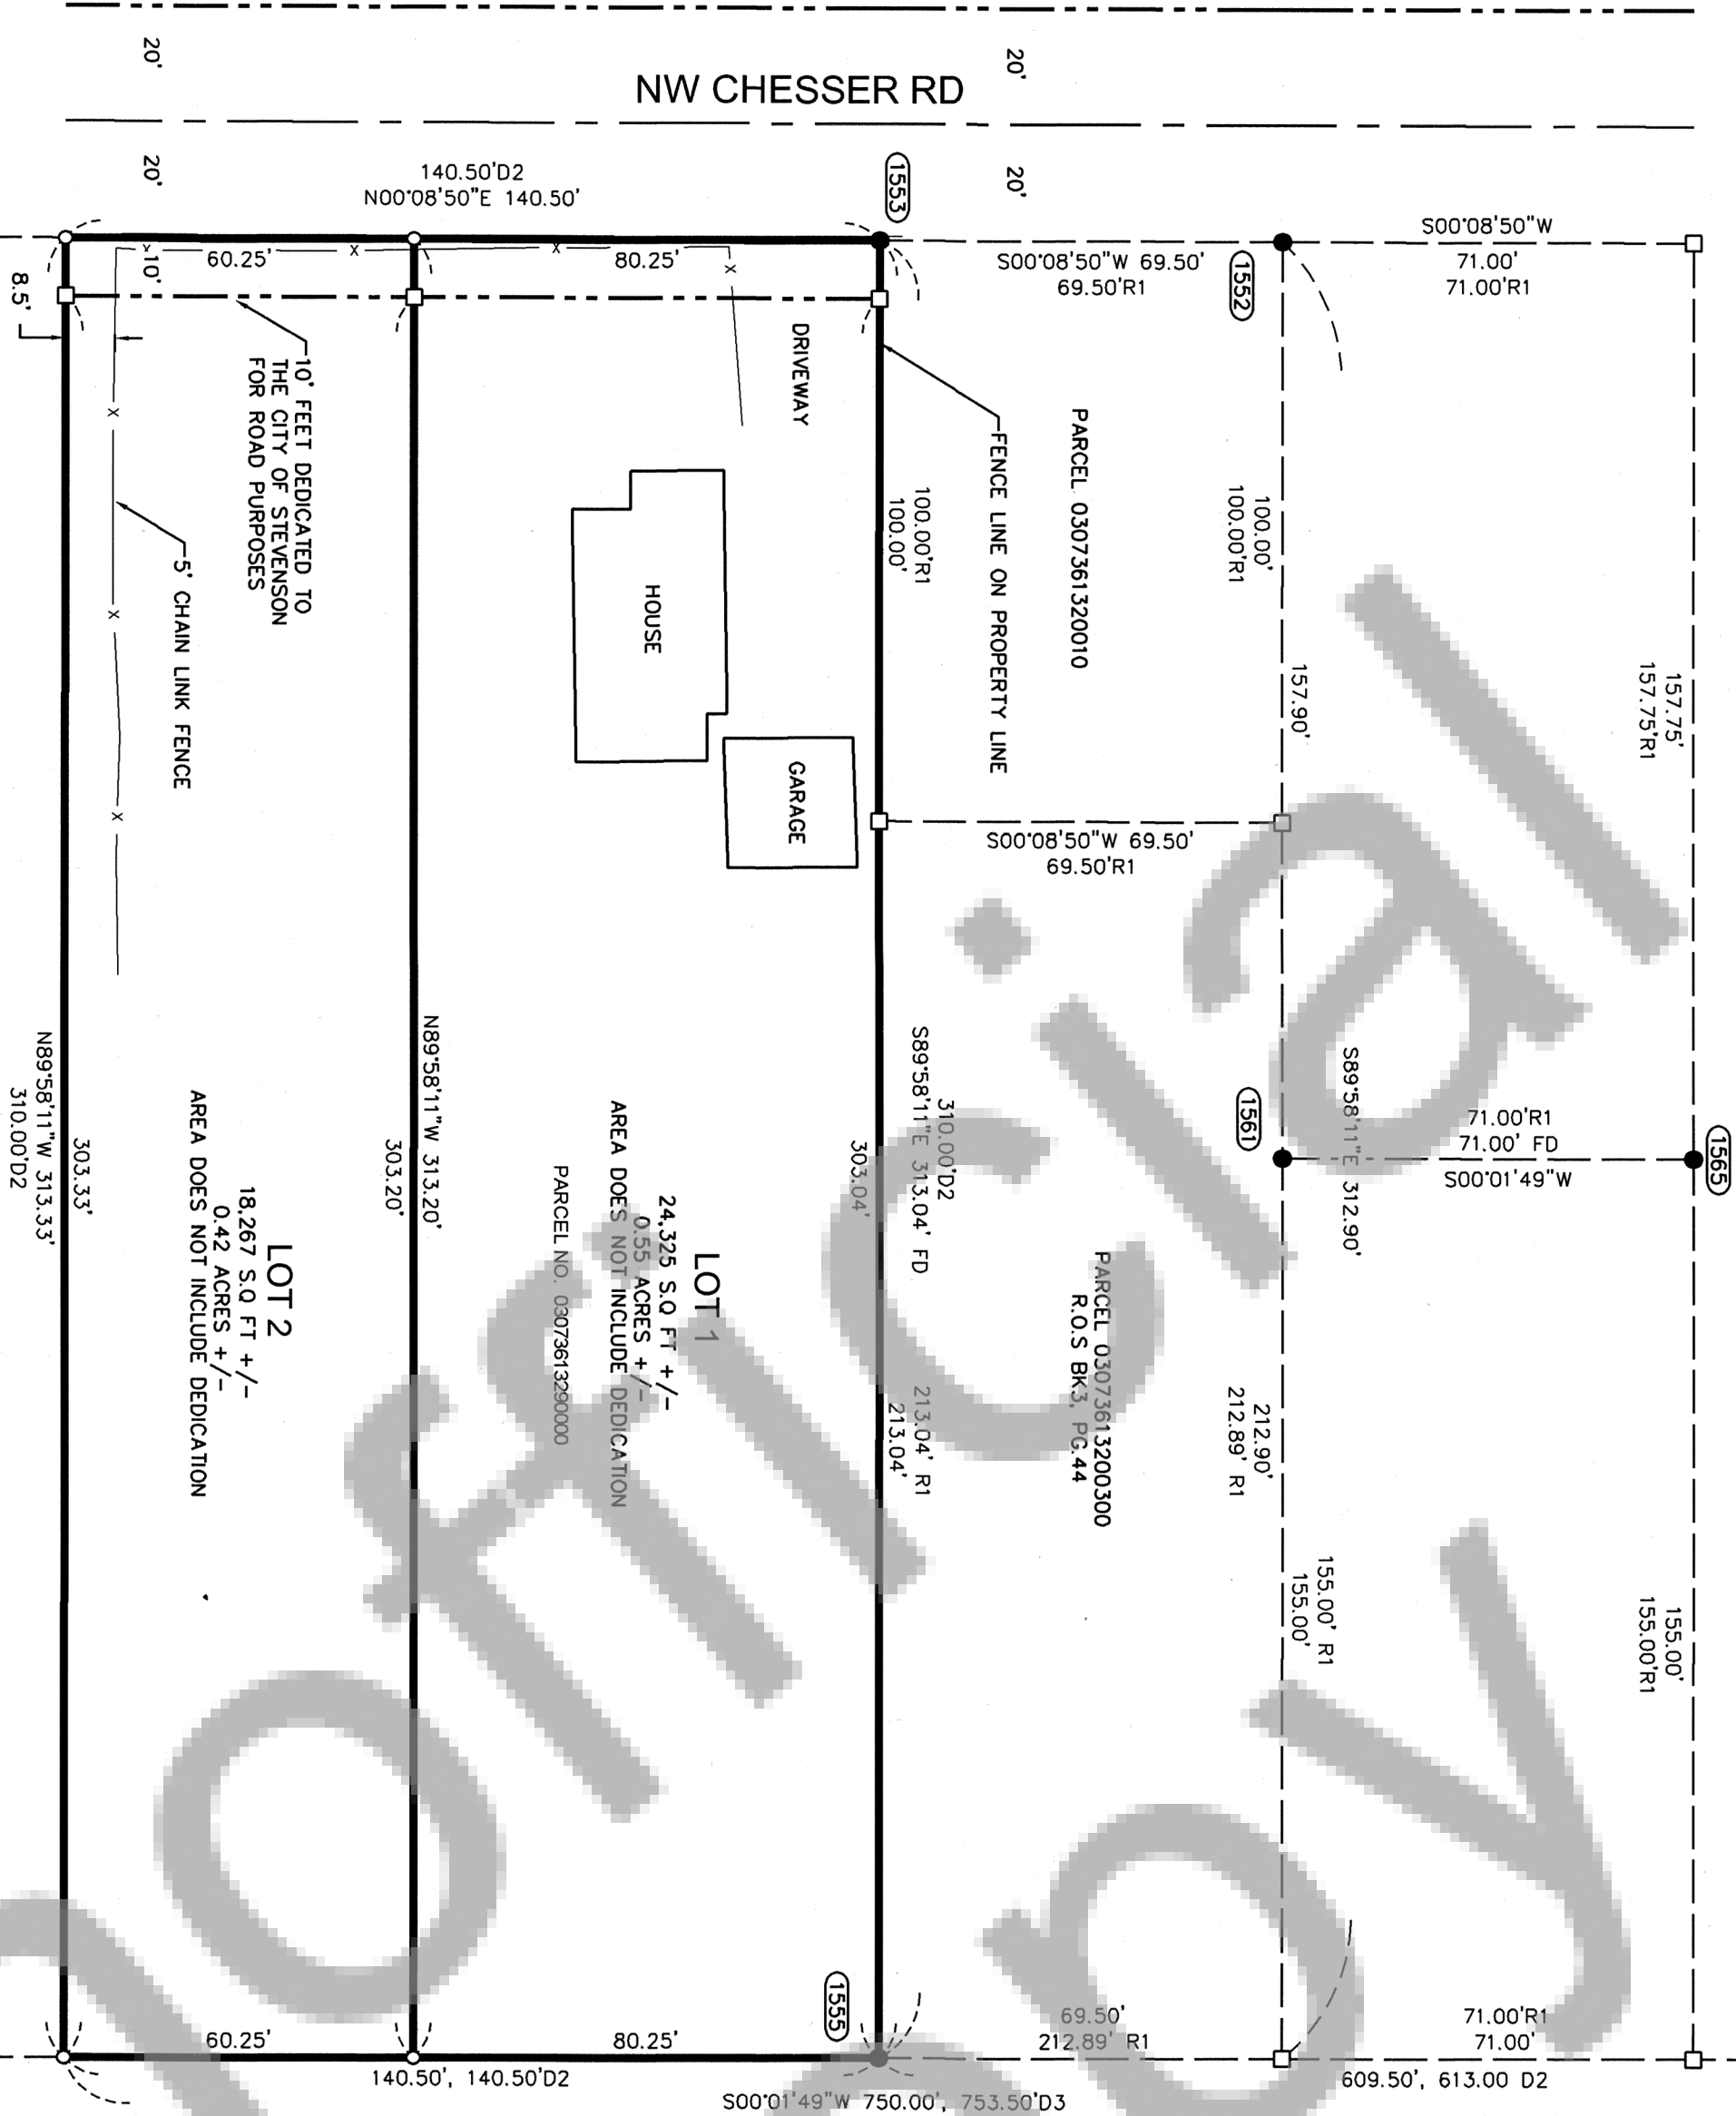 20'
20'
NW CHESSER RD
20'
20'
140.50'D2
N00°08'50"E 140.50'
1553
S00°08'50"W 69.50'
69.50'R1
1552
S00°08'50"W
71.00'
71.00'R1
60.25'
80.25'
10'
8.5'
10' FEET DEDICATED TO
THE CITY OF STEVENSON
FOR ROAD PURPOSES
DRIVEWAY
FENCE LINE ON PROPERTY LINE
PARCEL 0307361320010
100.00'R1
100.00'
100.00'
100.00'R1
157.90'
157.75'
157.75'R1
5' CHAIN LINK FENCE
HOUSE
GARAGE
S00°08'50"W 69.50'
69.50'R1
N89°58'11"W 313.33'
310.00'D2
303.33'
N89°58'11"W 313.20'
303.20'
310.00'D2
S89°58'11"E 313.04' FD
303.04'
1561
S89°58'11"E 312.90'
71.00'R1
71.00' FD
S00°01'49"W
1565
LOT 2
18,267 S.Q FT +/-
0.42 ACRES +/-
AREA DOES NOT INCLUDE DEDICATION
LOT 1
24,325 S.Q FT +/-
0.55 ACRES +/-
AREA DOES NOT INCLUDE DEDICATION
PARCEL NO. 03073613290000
PARCEL 03073613200300
R.O.S BK3, PG.44
213.04' R1
213.04'
212.90'
212.89' R1
155.00' R1
155.00'
155.00'
155.00'R1
1555
60.25'
80.25'
140.50', 140.50'D2
69.50'
212.89' R1
71.00'R1
71.00'
S00°01'49"W 750.00', 753.50'D3
609.50', 613.00 D2
official
py